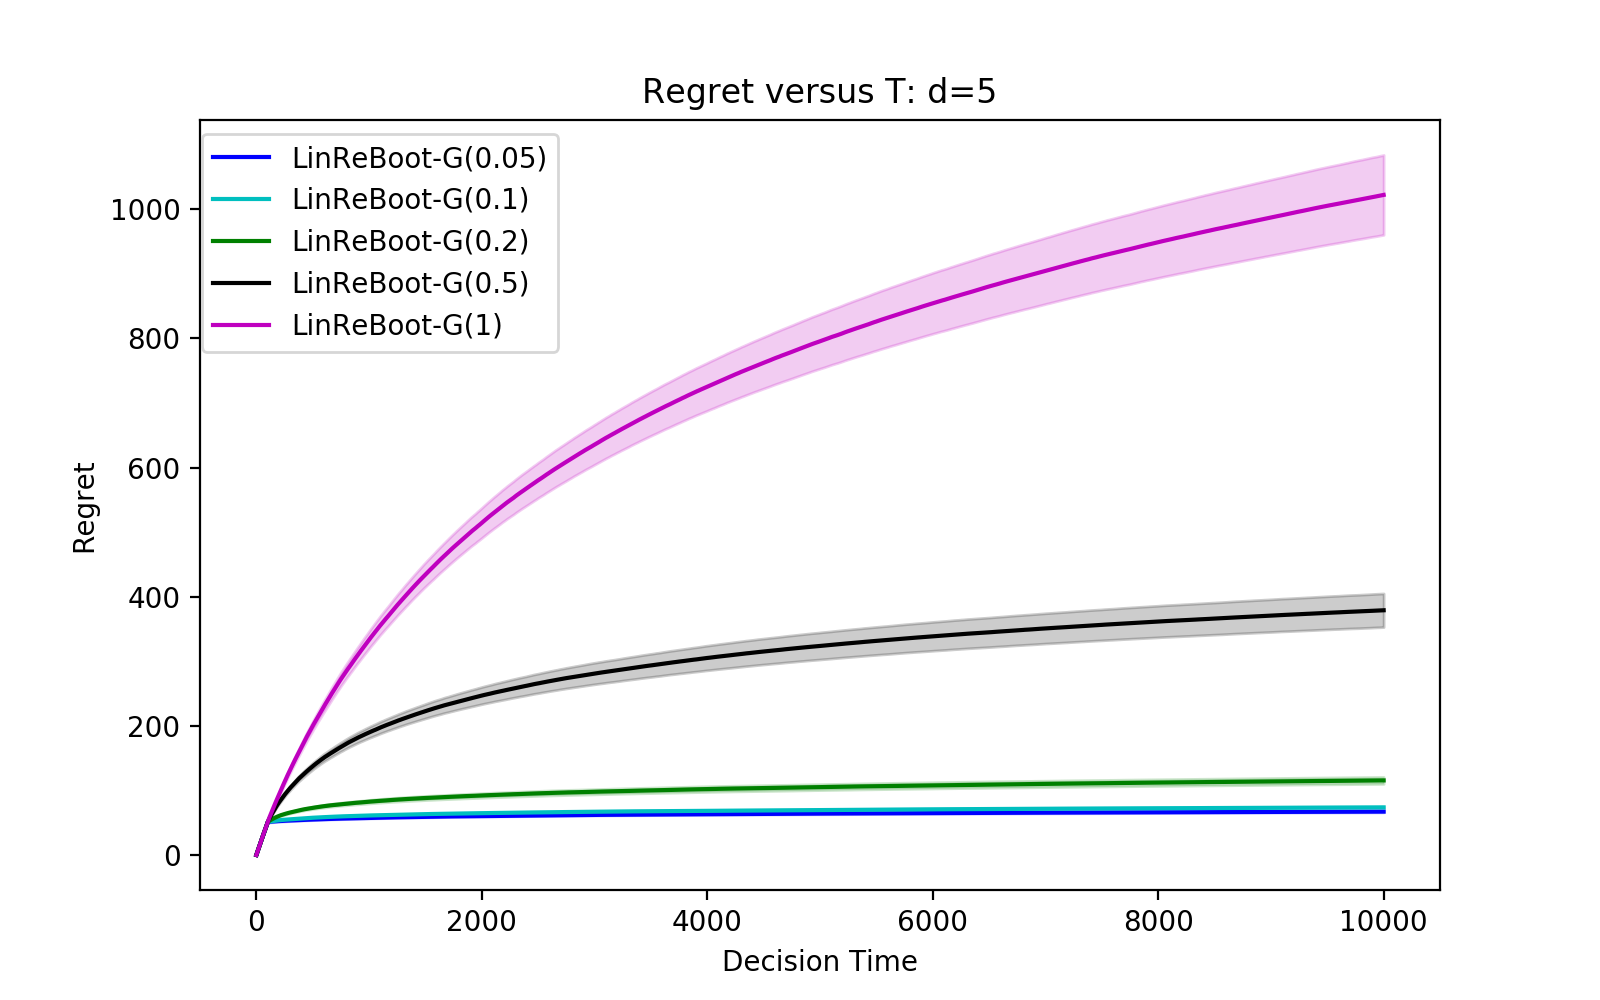 Regret versus T: d=5
LinReBoot-G(0.05)
LinReBoot-G(0.1)
LinReBoot-G(0.2)
LinReBoot-G(0.5)
LinReBoot-G(1)
1000
800
600
400
200
0
Regret
0 2000 4000 6000 8000 10000
Decision Time